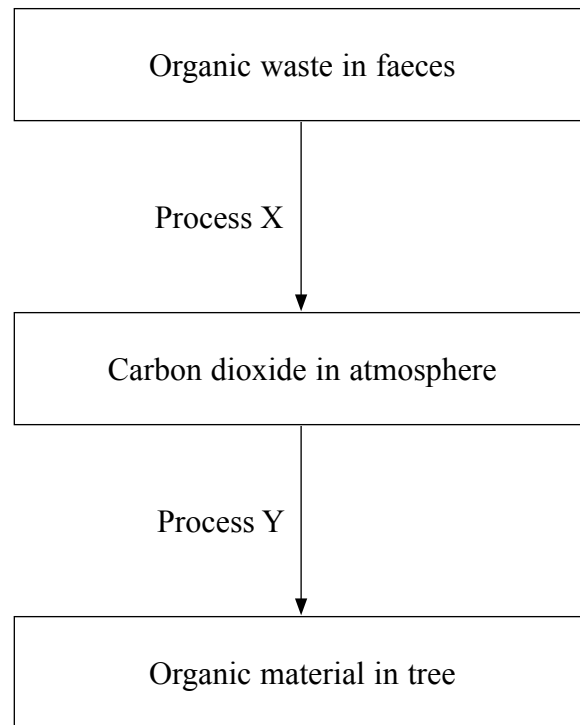 Organic waste in faeces
Process X
Carbon dioxide in atmosphere
Process Y
Organic material in tree